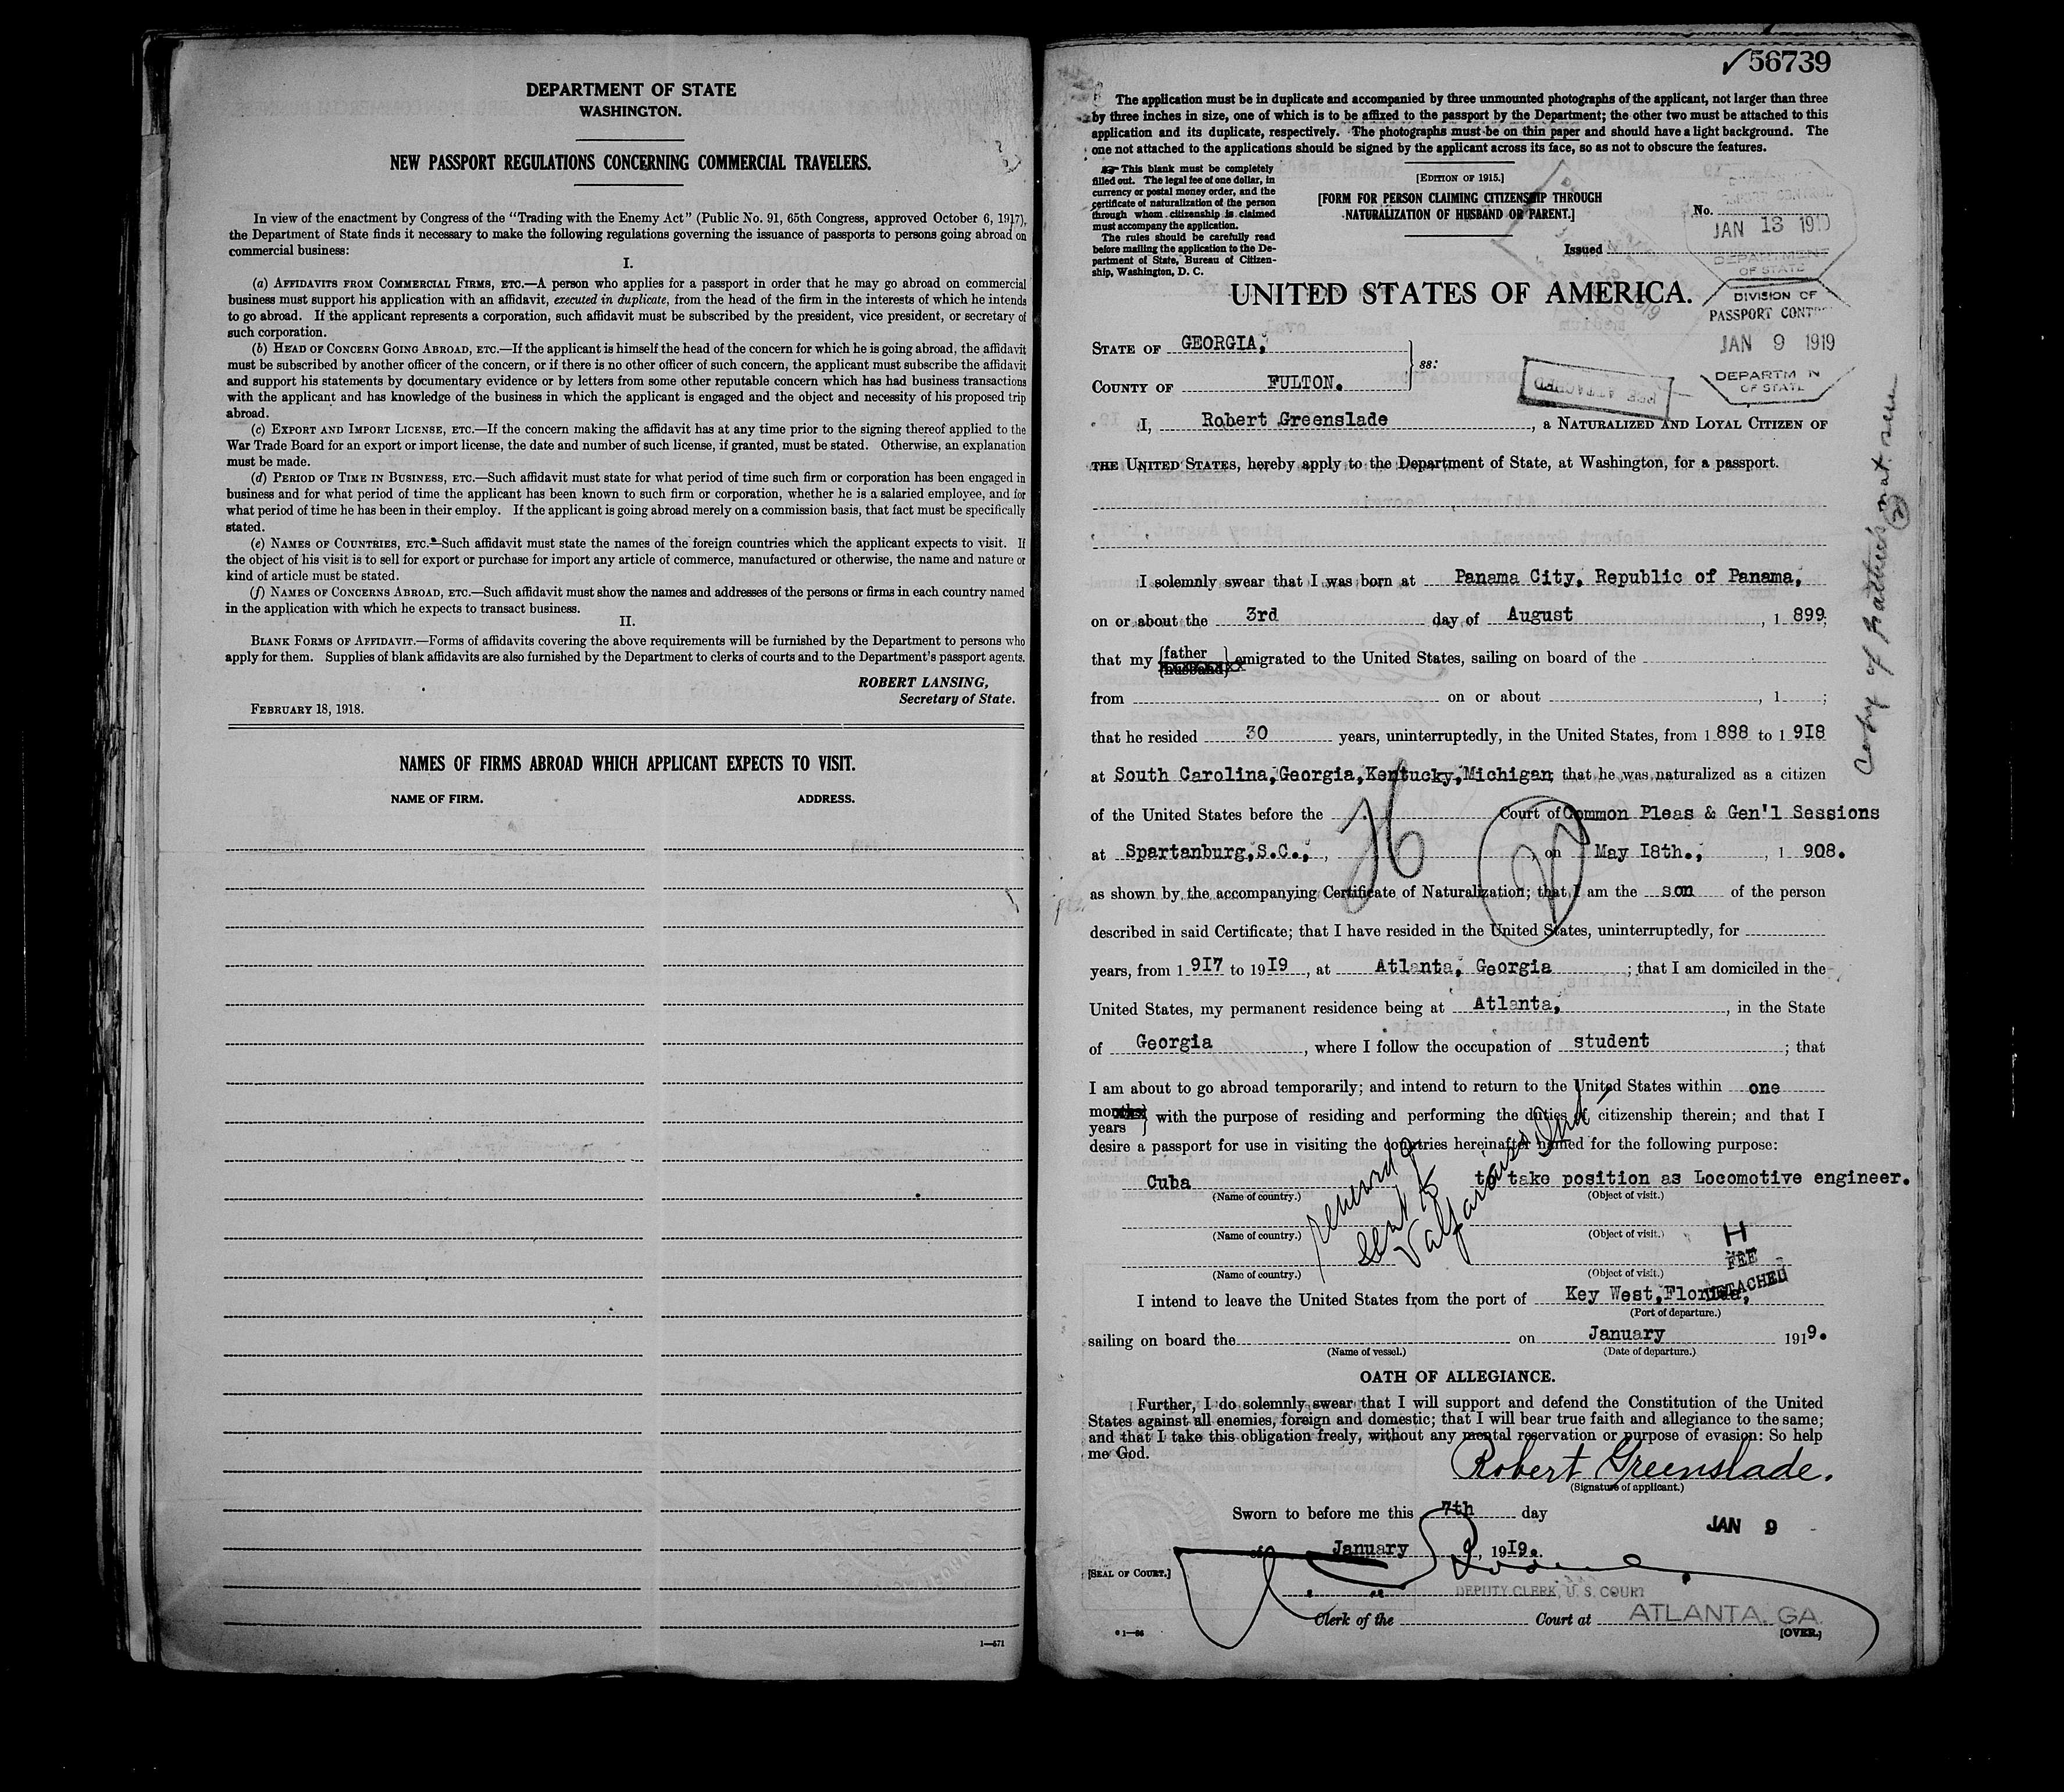 DEPARTMENT OF STATE
WASHINGTON.
NEW PASSPORT REGULATIONS CONCERNING COMMERCIAL TRAVELERS.
In view of the enactment by Congress of the "Trading with the Enemy Act" (Public No. 91, 65th Congress, approved October 6, 1917),
the Department of State finds it necessary to make the following regulations governing the issuance of passports to persons going abroad on
commercial business:
I.
(a) AFFIDAVITS FROM COMMERCIAL FIRMS, ETC.—A person who applies for a passport in order that he may go abroad on commercial
business must support his application with an affidavit, executed in duplicate, from the head of the firm in the interests of which he intends
to go abroad. If the applicant represents a corporation, such affidavit must be subscribed by the president, vice president, or secretary of
such corporation.
(b) HEAD OF CONCERN GOING ABROAD, ETC.—If the applicant is himself the head of the concern for which he is going abroad, the affidavit
must be subscribed by another officer of the concern, or if there is no other officer of such concern, the applicant must subscribe the affidavit
and support his statements by documentary evidence or by letters from some other reputable concern which has had business transactions
with the applicant and has knowledge of the business in which the applicant is engaged and the object and necessity of his proposed trip
abroad.
(c) EXPORT AND IMPORT LICENSE, ETC.—If the concern making the affidavit has at any time prior to the signing thereof applied to the
War Trade Board for an export or import license, the date and number of such license, if granted, must be stated. Otherwise, an explanation
must be made.
(d) PERIOD OF TIME IN BUSINESS, ETC.—Such affidavit must state for what period of time such firm or corporation has been engaged in
business and for what period of time the applicant has been known to such firm or corporation, whether he is a salaried employee, and for
what period of time he has been in their employ. If the applicant is going abroad merely on a commission basis, that fact must be specifically
stated.
(e) NAMES OF COUNTRIES, ETC.—Such affidavit must state the names of the foreign countries which the applicant expects to visit. If
the object of his visit is to sell for export or purchase for import any article of commerce, manufactured or otherwise, the name and nature or
kind of article must be stated.
(f) NAMES OF CONCERNS ABROAD, ETC.—Such affidavit must show the names and addresses of the persons or firms in each country named
in the application with which he expects to transact business.
II.
BLANK FORMS OF AFFIDAVIT.—Forms of affidavits covering the above requirements will be furnished by the Department to persons who
apply for them. Supplies of blank affidavits are also furnished by the Department to clerks of courts and to the Department's passport agents.
ROBERT LANSING,
Secretary of State.
FEBRUARY 18, 1918.
NAMES OF FIRMS ABROAD WHICH APPLICANT EXPECTS TO VISIT.
NAME OF FIRM. ADDRESS.
1—671
✓56739
The application must be in duplicate and accompanied by three unmounted photographs of the applicant, not larger than three
by three inches in size, one of which is to be affixed to the passport by the Department; the other two must be attached to this
application and its duplicate, respectively. The photographs must be on thin paper and should have a light background. The
one not attached to the applications should be signed by the applicant across its face, so as not to obscure the features.
This blank must be completely
filled out. The legal fee of one dollar, in
currency or postal money order, and the
certificate of naturalization of the person
through whom citizenship is claimed
must accompany the application.
The rules should be carefully read
before mailing the application to the De-
partment of State, Bureau of Citizen-
ship, Washington, D. C.
[EDITION OF 1915.]
[FORM FOR PERSON CLAIMING CITIZENSHIP THROUGH
NATURALIZATION OF HUSBAND OR PARENT.]
No.
JAN 13 19
Issued
DEPARTMENT
OF STATE
UNITED STATES OF AMERICA.
DIVISION OF
PASSPORT CONT
JAN 9 1919
DEPARTM N
OF STATE
STATE OF GEORGIA, ss:
COUNTY OF FULTON.
FEE ATTACHED
I, Robert Greenslade, a NATURALIZED AND LOYAL CITIZEN OF
THE UNITED STATES, hereby apply to the Department of State, at Washington, for a passport.
Copy of father's nat. seen
I solemnly swear that I was born at Panama City, Republic of Panama,
on or about the 3rd day of August, 1 899;
that my {father husband} emigrated to the United States, sailing on board of the
from on or about , 1 ;
that he resided 30 years, uninterruptedly, in the United States, from 1 888 to 1 9I8
at South Carolina,Georgia,Kentucky,Michigan; that he was naturalized as a citizen
of the United States before the Court of Common Pleas & Gen'l Sessions
at Spartanburg,S.C., , on May I8th., , 1 908.
as shown by the accompanying Certificate of Naturalization; that I am the son of the person
described in said Certificate; that I have resided in the United States, uninterruptedly, for
years, from 1 9I7 to 19I9, at Atlanta, Georgia ; that I am domiciled in the
United States, my permanent residence being at Atlanta, , in the State
of Georgia, where I follow the occupation of student ; that
I am about to go abroad temporarily; and intend to return to the United States within one
months
years } with the purpose of residing and performing the duties of citizenship therein; and that I
desire a passport for use in visiting the countries hereinafter named for the following purpose:
Cuba to take position as Locomotive engineer.
(Name of country.) (Object of visit.)
(Name of country.) (Object of visit.)
H
FEE
ATTACHED
(Name of country.) (Object of visit.)
I intend to leave the United States from the port of Key West,Florida,
(Port of departure.)
sailing on board the on January 1919.
(Name of vessel.) (Date of departure.)
OATH OF ALLEGIANCE.
Further, I do solemnly swear that I will support and defend the Constitution of the United
States against all enemies, foreign and domestic; that I will bear true faith and allegiance to the same;
and that I take this obligation freely, without any mental reservation or purpose of evasion: So help
me God.
Robert Greenslade.
(Signature of applicant.)
Sworn to before me this 7th day
JAN 9
of January, 19I9.
[SEAL OF COURT.]
DEPUTY CLERK, U. S. COURT
Clerk of the Court at ATLANTA, GA.
[OVER.]